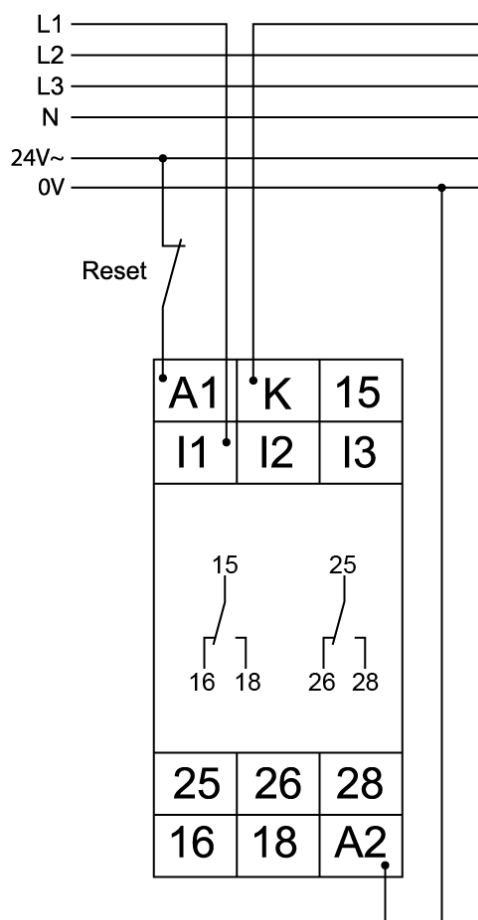 L1
L2
L3
N
24V~
0V
Reset
A1 K 15
I1 I2 I3
15 25
16 18 26 28
25 26 28
16 18 A2